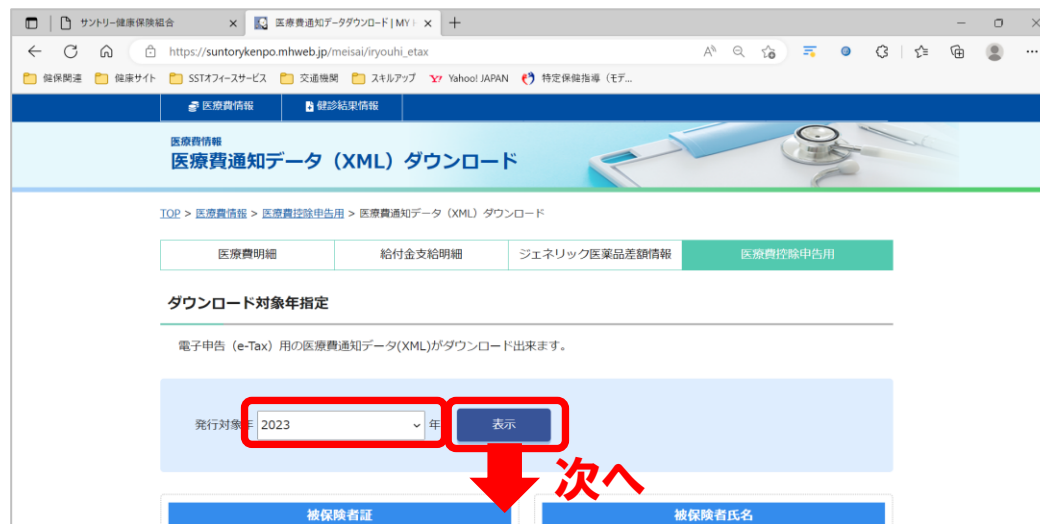 サントリー健康保険組合
医療費通知データダウンロード | MY H
https://suntorykenpo.mhweb.jp/meisai/iryouhi_etax
健保関連
健康サイト
SSTオフィースサービス
交通機関
スキルアップ
Yahoo! JAPAN
特定保健指導（モデ...
医療費情報
健診結果情報
医療費情報
医療費通知データ（XML）ダウンロード
TOP > 医療費情報 > 医療費控除申告用 > 医療費通知データ（XML）ダウンロード
医療費明細
給付金支給明細
ジェネリック医薬品差額情報
医療費控除申告用
ダウンロード対象年指定
電子申告（e-Tax）用の医療費通知データ(XML)がダウンロード出来ます。
発行対象年 2023 年 表示
次へ
被保険者証
被保険者氏名